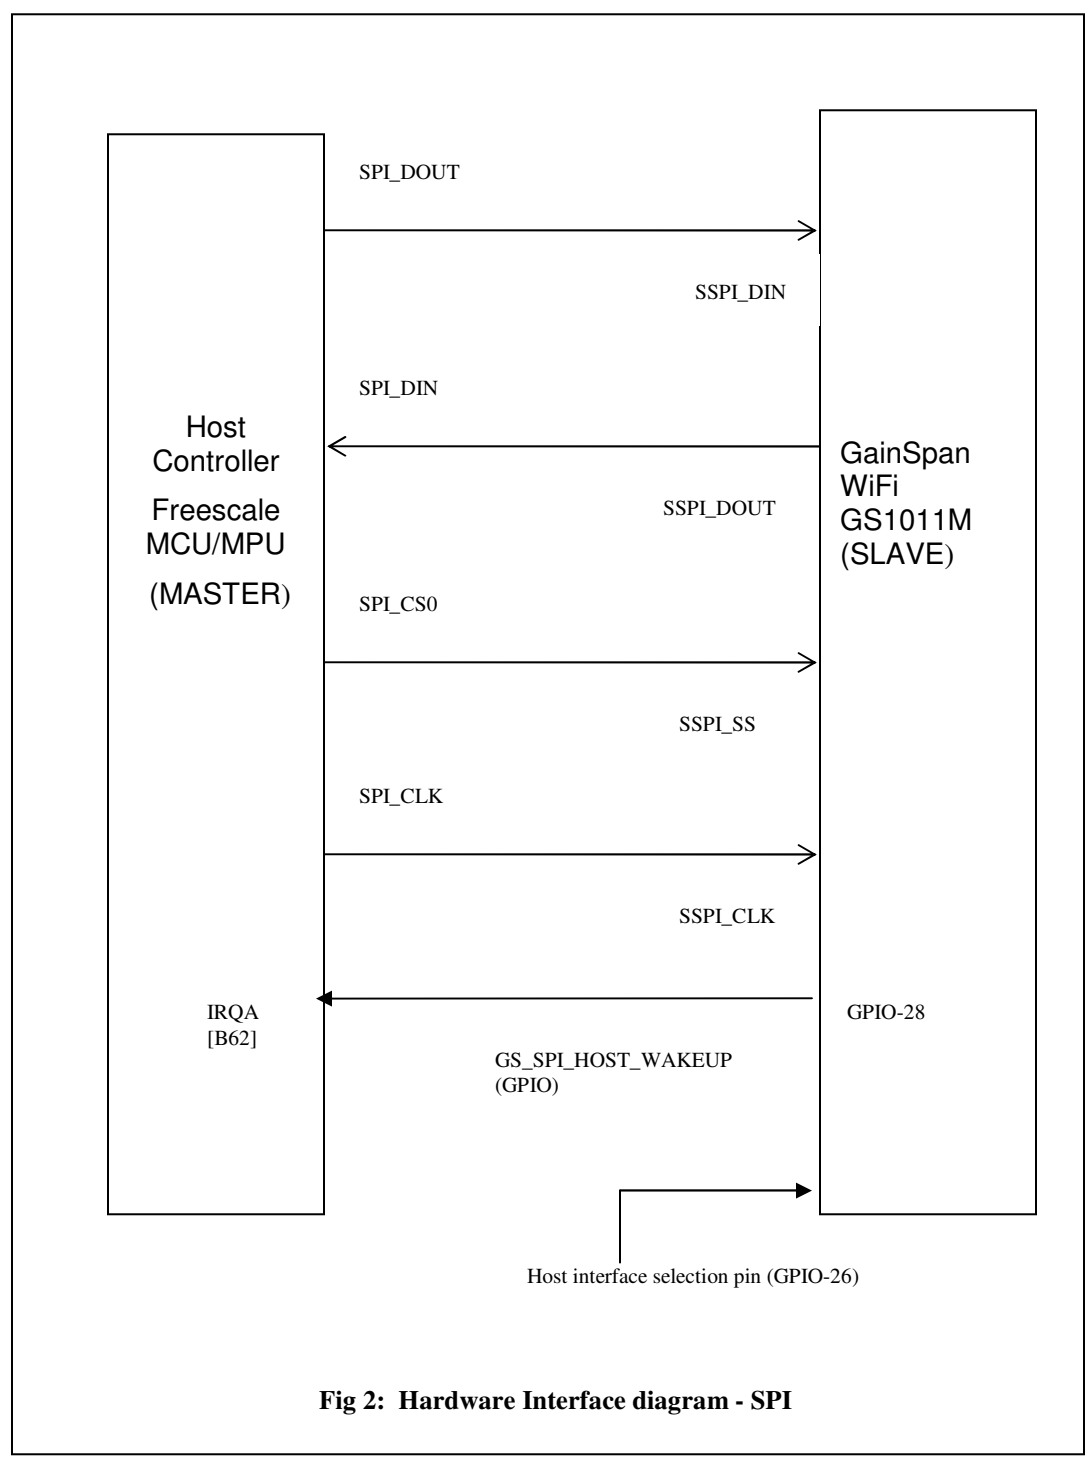 SPI_DOUT
SSPI_DIN
SPI_DIN
Host
Controller
Freescale
MCU/MPU
(MASTER)
GainSpan
WiFi
GS1011M
(SLAVE)
SSPI_DOUT
SPI_CS0
SSPI_SS
SPI_CLK
SSPI_CLK
IRQA
[B62]
GPIO-28
GS_SPI_HOST_WAKEUP
(GPIO)
Host interface selection pin (GPIO-26)
Fig 2:  Hardware Interface diagram - SPI